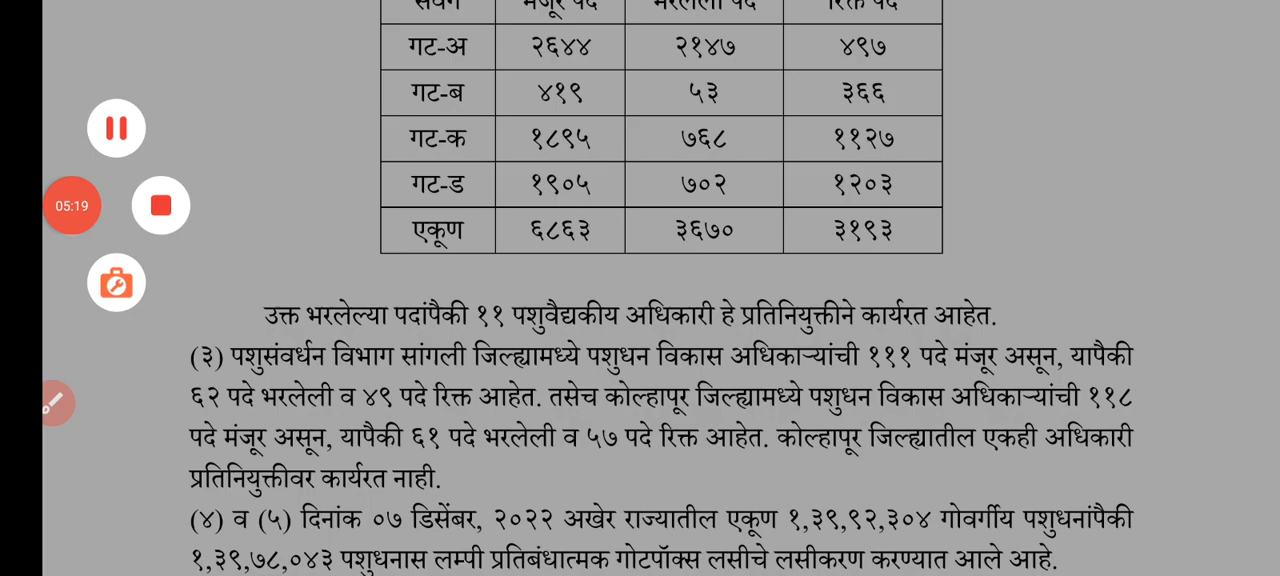 संवर्ग मंजूर पदे भरलेली पदे रिक्त पदे
गट-अ २६४४ २१४७ ४९७
गट-ब ४१९ ५३ ३६६
गट-क १८९५ ७६८ ११२७
गट-ड १९०५ ७०२ १२०३
एकूण ६८६३ ३६७० ३१९३
05:19
उक्त भरलेल्या पदांपैकी ११ पशुवैद्यकीय अधिकारी हे प्रतिनियुक्तीने कार्यरत आहेत.
(३) पशुसंवर्धन विभाग सांगली जिल्ह्यामध्ये पशुधन विकास अधिकाऱ्यांची १११ पदे मंजूर असून, यापैकी
६२ पदे भरलेली व ४९ पदे रिक्त आहेत. तसेच कोल्हापूर जिल्ह्यामध्ये पशुधन विकास अधिकाऱ्यांची ११८
पदे मंजूर असून, यापैकी ६१ पदे भरलेली व ५७ पदे रिक्त आहेत. कोल्हापूर जिल्ह्यातील एकही अधिकारी
प्रतिनियुक्तीवर कार्यरत नाही.
(४) व (५) दिनांक ०७ डिसेंबर, २०२२ अखेर राज्यातील एकूण १,३९,९२,३०४ गोवर्गीय पशुधनांपैकी
१,३९,७८,०४३ पशुधनास लम्पी प्रतिबंधात्मक गोटपॉक्स लसीचे लसीकरण करण्यात आले आहे.